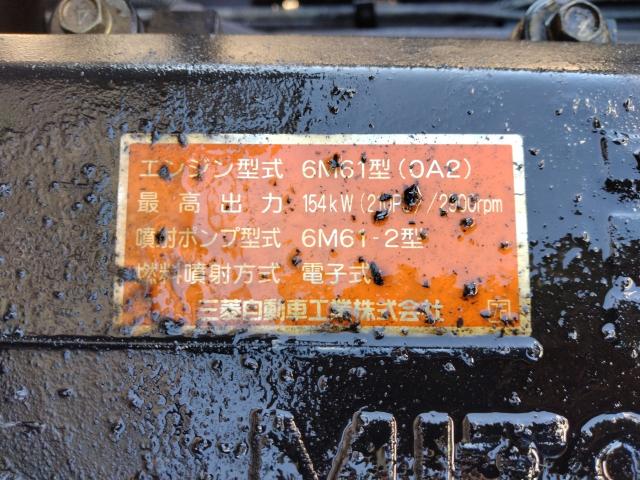 エンジン型式 6M61型(0A2)
最高出力 154kW(210PS)/2900rpm
噴射ポンプ型式 6M61-2型
燃料噴射方式 電子式
三菱自動車工業株式会社